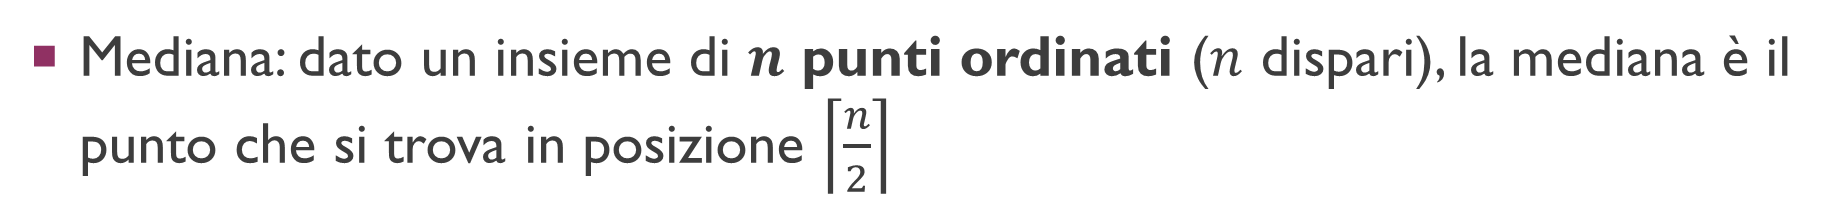 ▪ Mediana: dato un insieme di n punti ordinati (n dispari), la mediana è il
punto che si trova in posizione ⌈n/2⌉